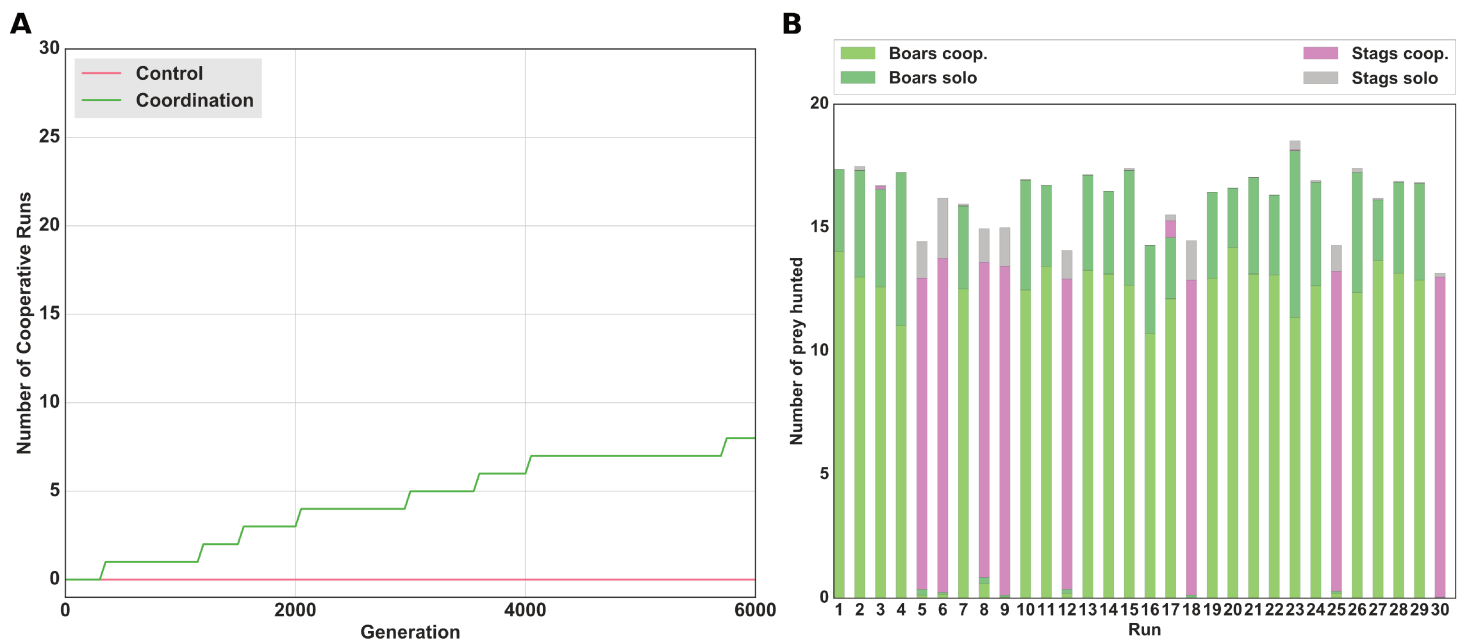 A
30
25
20
15
10
5
0
Number of Cooperative Runs
Control
Coordination
0 2000 4000 6000
Generation
B
Boars coop. Stags coop.
Boars solo Stags solo
20
15
10
5
0
Number of prey hunted
1 2 3 4 5 6 7 8 9 10 11 12 13 14 15 16 17 18 19 20 21 22 23 24 25 26 27 28 29 30
Run